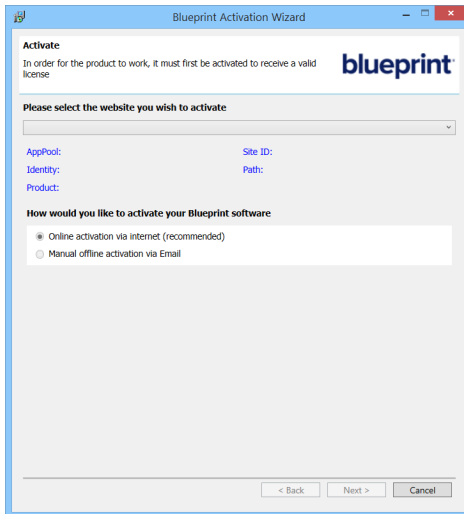 Blueprint Activation Wizard
Activate
In order for the product to work, it must first be activated to receive a valid
license
blueprint
Please select the website you wish to activate
AppPool:
Site ID:
Identity:
Path:
Product:
How would you like to activate your Blueprint software
Online activation via internet (recommended)
Manual offline activation via Email
< Back
Next >
Cancel